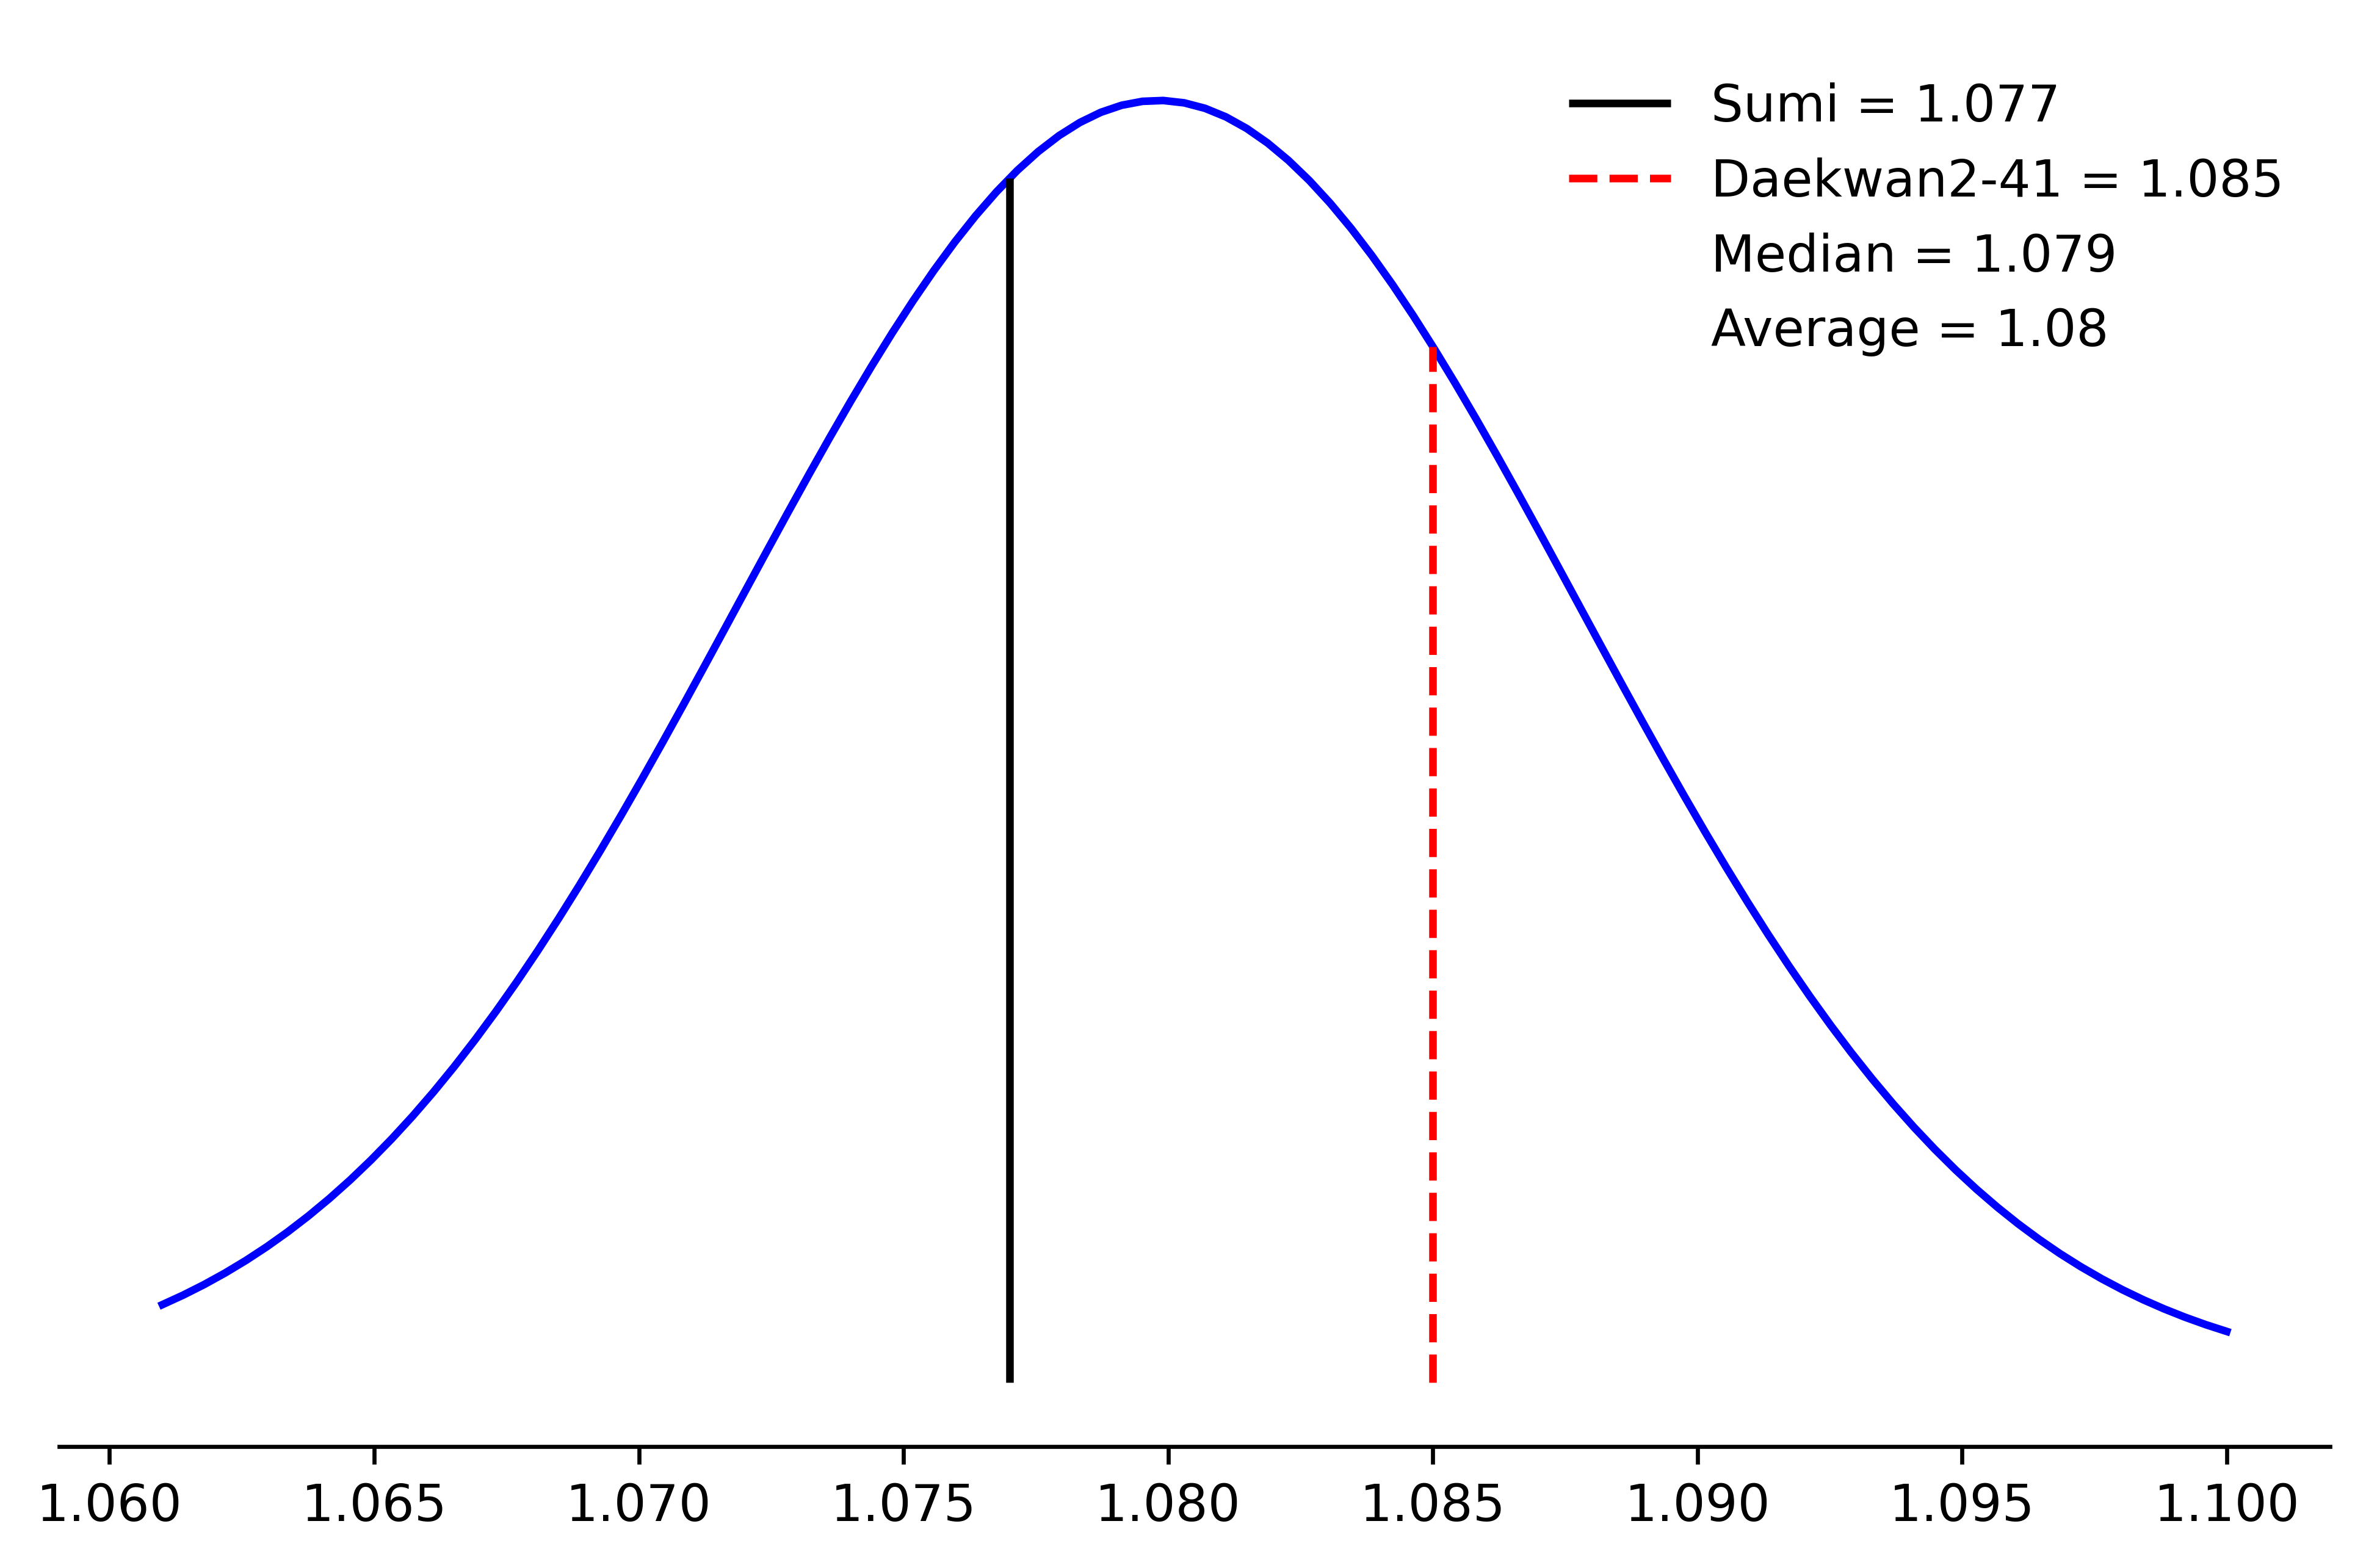 Sumi = 1.077
Daekwan2-41 = 1.085
Median = 1.079
Average = 1.08
1.060 1.065 1.070 1.075 1.080 1.085 1.090 1.095 1.100